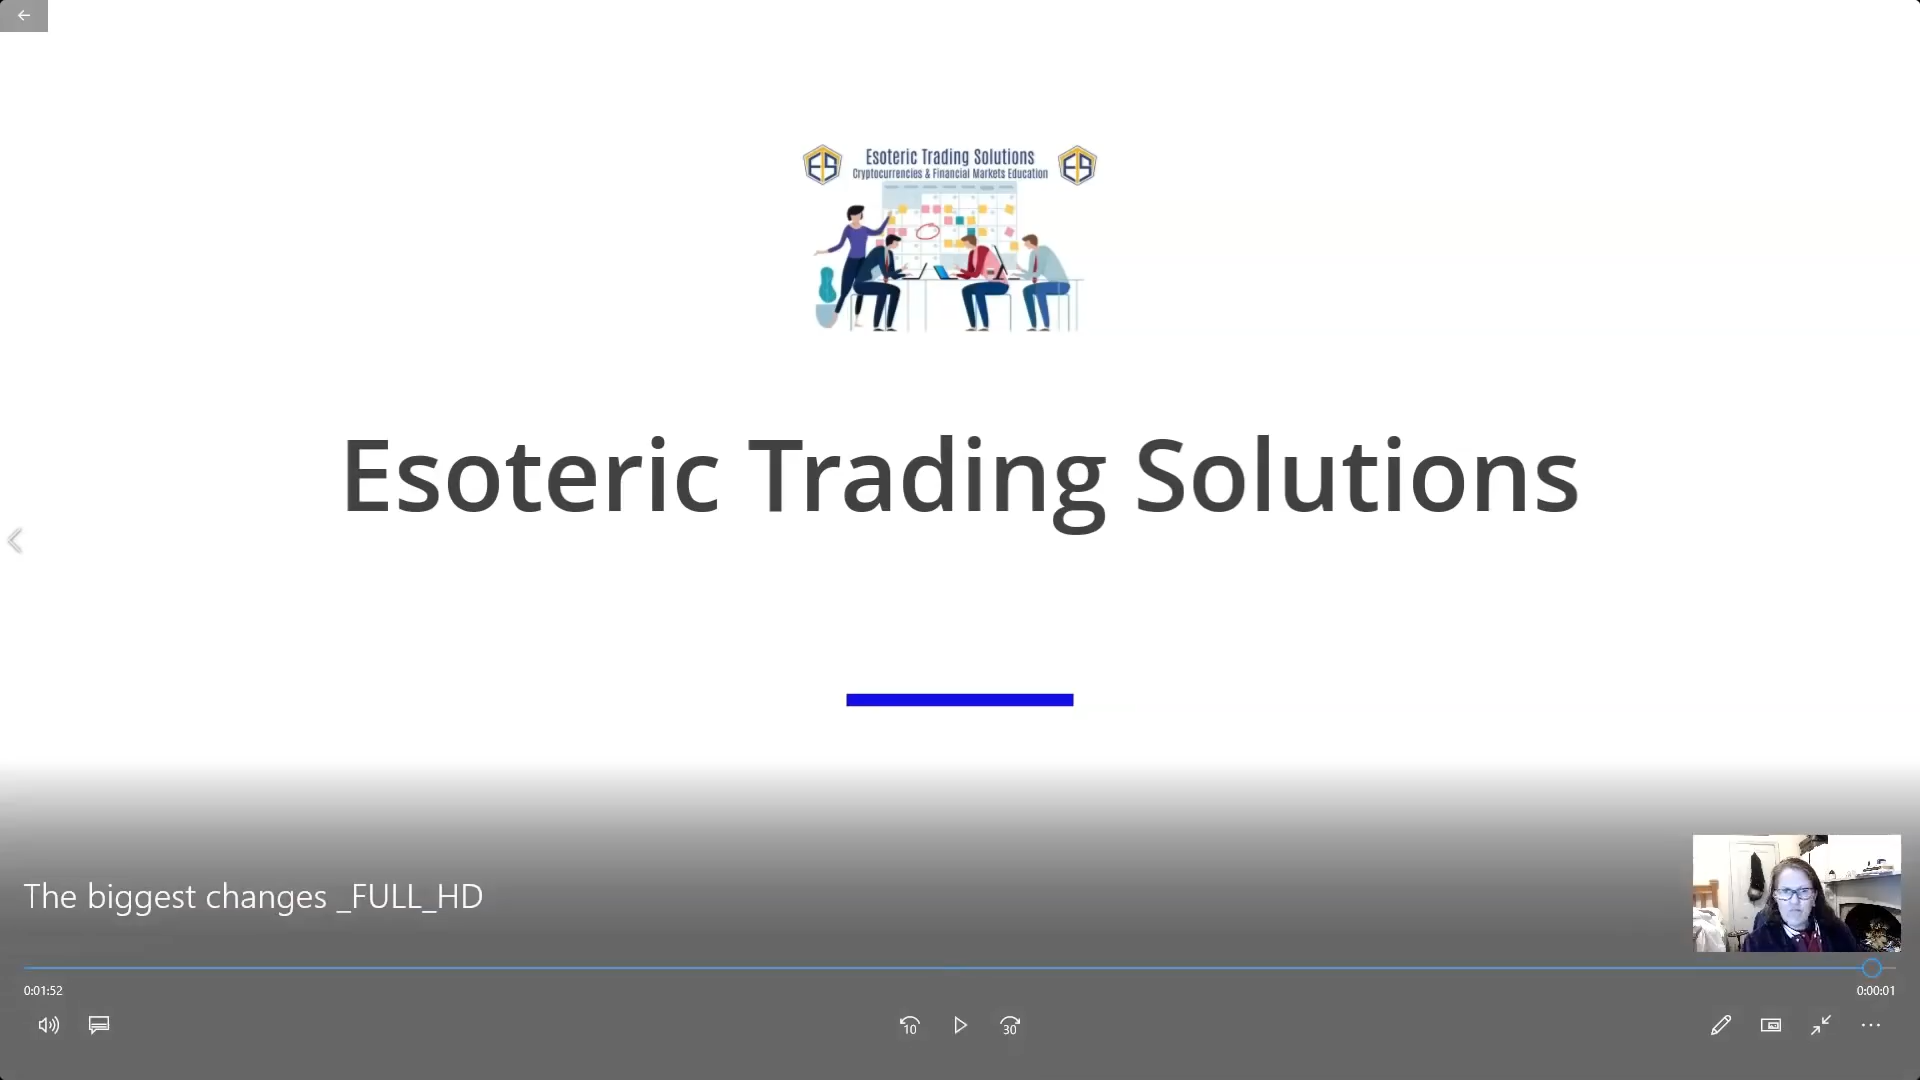 Esoteric Trading Solutions
Cryptocurrencies & Financial Markets Education
Esoteric Trading Solutions
The biggest changes _FULL_HD
0:01:52
0:00:01
10
30